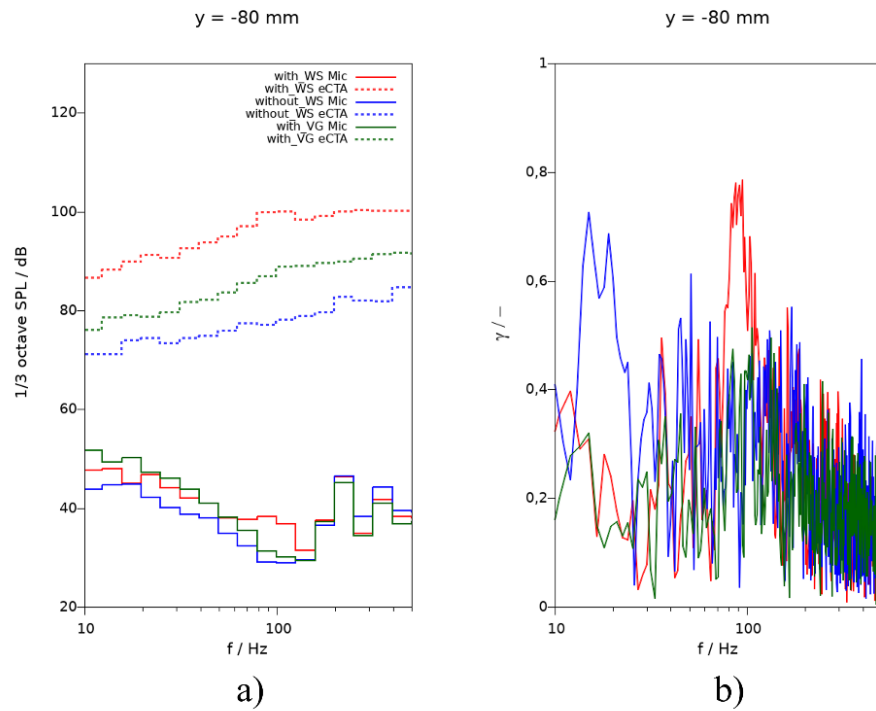 y = -80 mm
1/3 octave SPL / dB
120
100
80
60
40
20
10
100
f / Hz
with_WS Mic
with_WS eCTA
without_WS Mic
without_WS eCTA
with_VG Mic
with_VG eCTA
a)
y = -80 mm
γ / —
1
0,8
0,6
0,4
0,2
0
10
100
f / Hz
b)